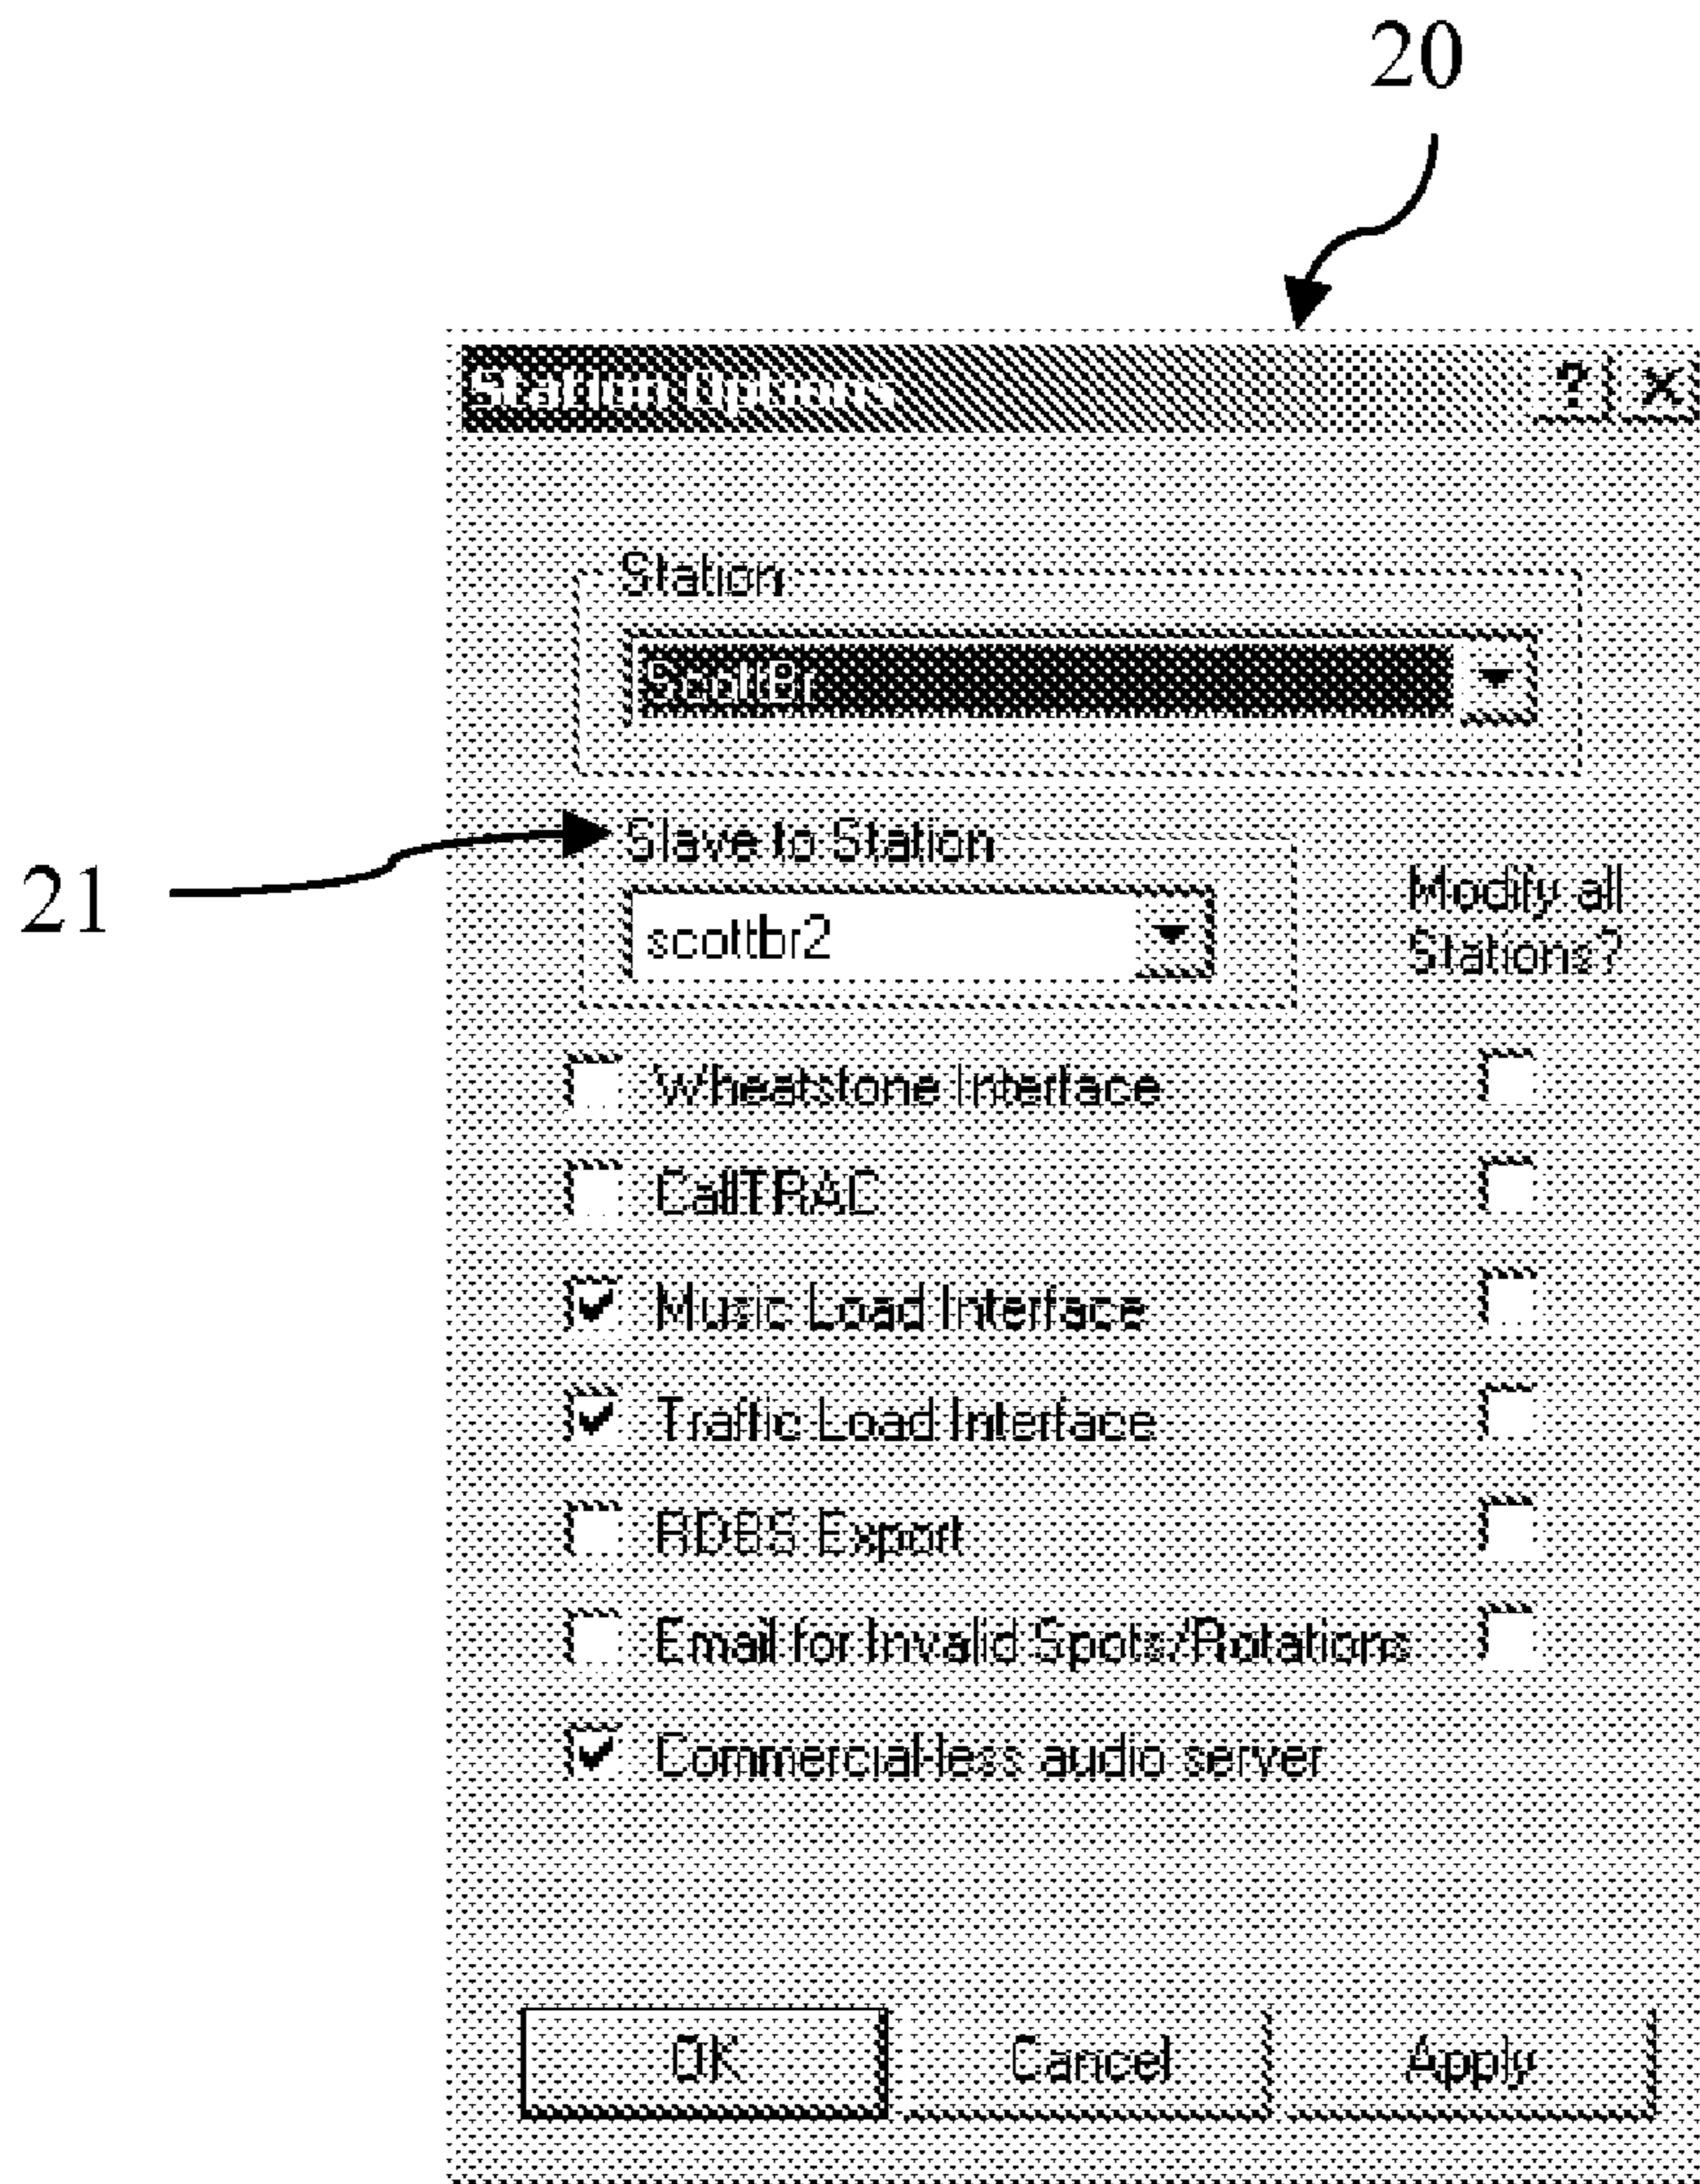 20
Station Options ? X
Station
ScottBr
21
Slave to Station
scottbr2
Modify all
Stations?
Wheatstone Interface
CallTRAC
Music Load Interface
Traffic Load Interface
RDBS Export
Email for Invalid Spots/Rotations
Commercial-less audio server
OK Cancel Apply